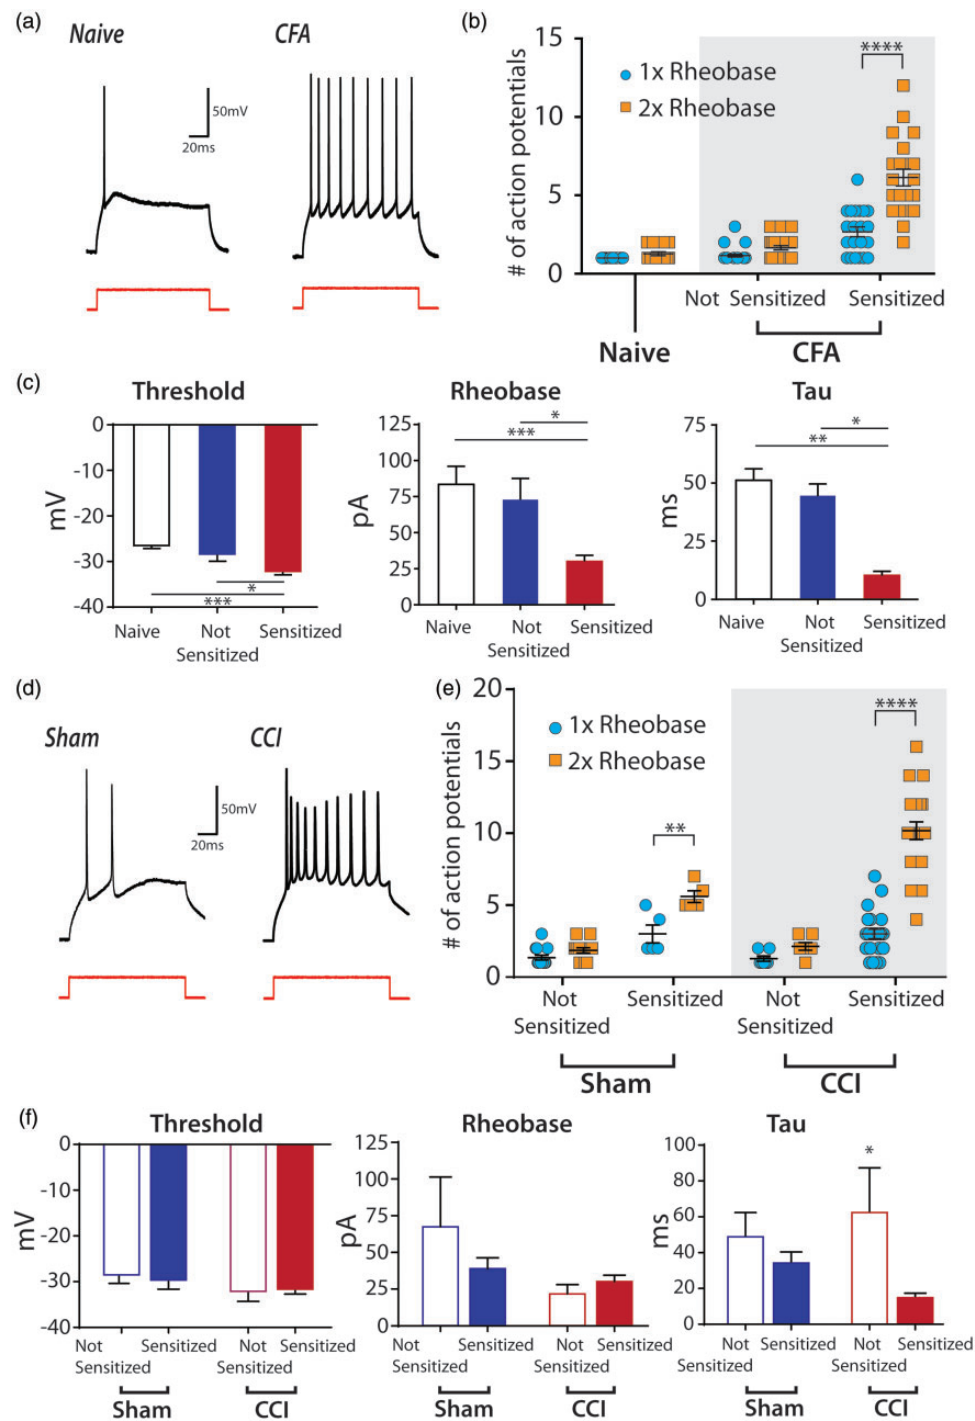 (a)
Naive
CFA
50mV
20ms
(b)
15
10
5
0
# of action potentials
1x Rheobase
2x Rheobase
****
Not Sensitized
Sensitized
Naive
CFA
(c)
Threshold
0
-10
-20
-30
-40
mV
*
***
Naive
Not
Sensitized
Sensitized
Rheobase
125
100
75
50
25
0
pA
*
***
Naive
Not
Sensitized
Sensitized
Tau
75
50
25
0
ms
*
**
Naive
Not
Sensitized
Sensitized
(d)
Sham
CCI
50mV
20ms
(e)
20
15
10
5
0
# of action potentials
1x Rheobase
2x Rheobase
**
****
Not
Sensitized
Sensitized
Not
Sensitized
Sensitized
Sham
CCI
(f)
Threshold
0
-10
-20
-30
-40
mV
Not
Sensitized
Sensitized
Not
Sensitized
Sensitized
Sham
CCI
Rheobase
125
100
75
50
25
0
pA
Not
Sensitized
Sensitized
Not
Sensitized
Sensitized
Sham
CCI
Tau
100
80
60
40
20
0
ms
*
Not
Sensitized
Sensitized
Not
Sensitized
Sensitized
Sham
CCI